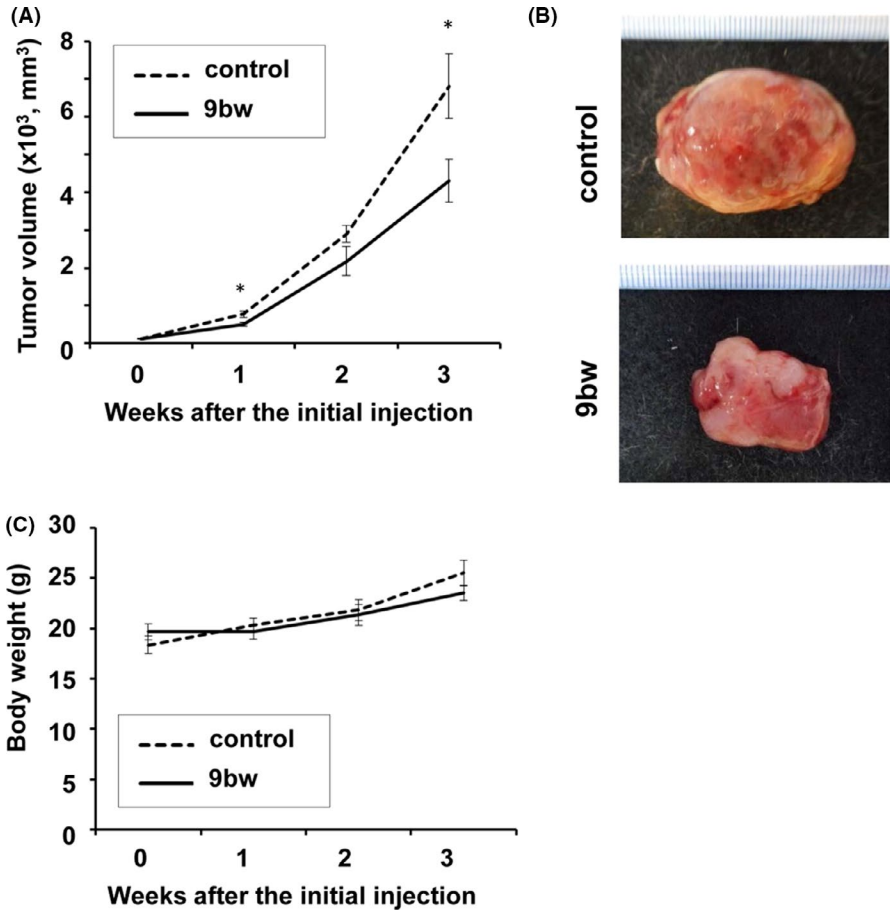 (A)
*
8
6
4
2
0
control
9bw
*
Tumor volume (x10³, mm³)
0 1 2 3
Weeks after the initial injection
(B)
control
9bw
(C)
30
25
20
15
10
5
0
Body weight (g)
control
9bw
0 1 2 3
Weeks after the initial injection